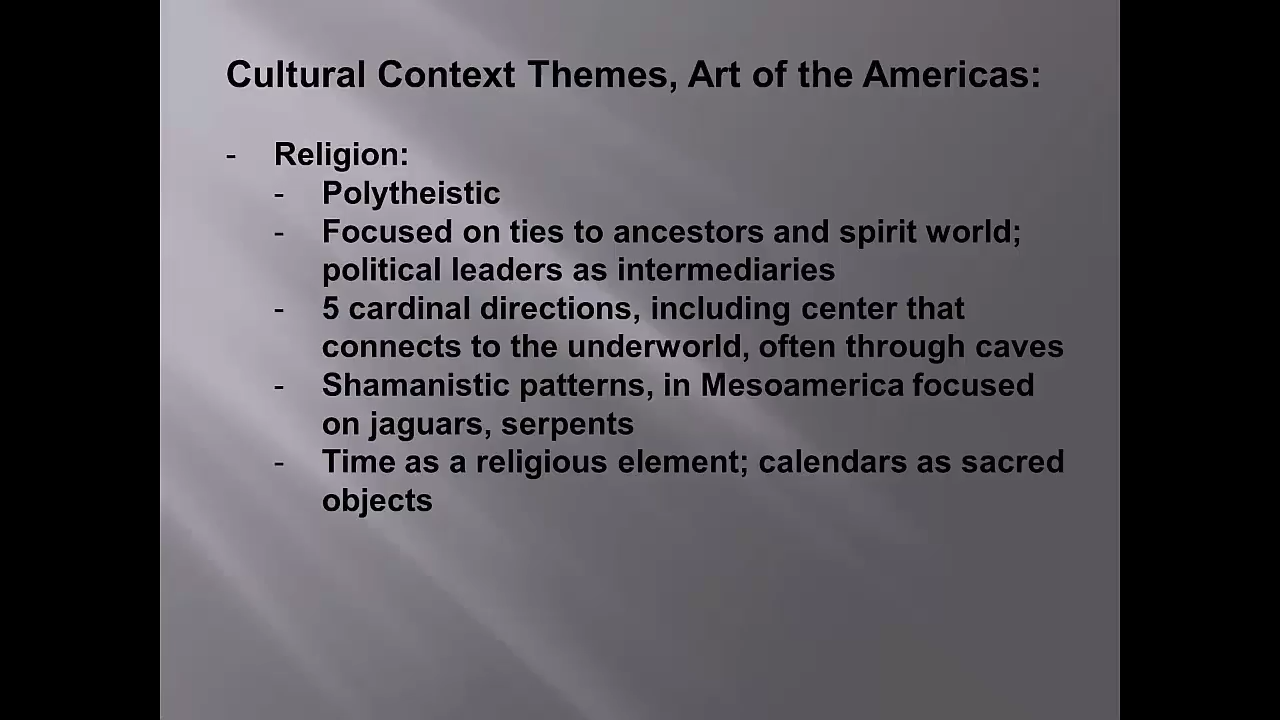 Cultural Context Themes, Art of the Americas:
- Religion:
- Polytheistic
- Focused on ties to ancestors and spirit world;
political leaders as intermediaries
- 5 cardinal directions, including center that
connects to the underworld, often through caves
- Shamanistic patterns, in Mesoamerica focused
on jaguars, serpents
- Time as a religious element; calendars as sacred
objects